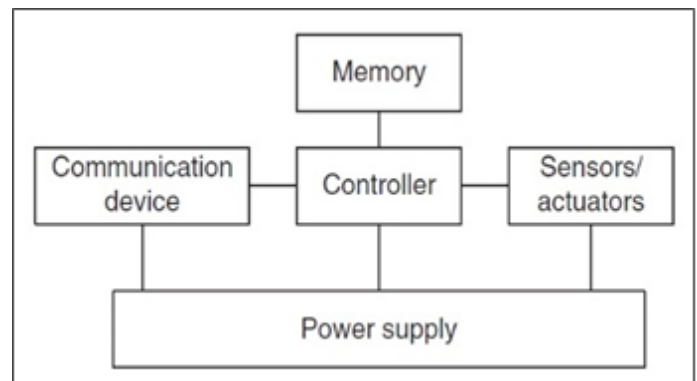 Memory
Communication
device
Controller
Sensors/
actuators
Power supply